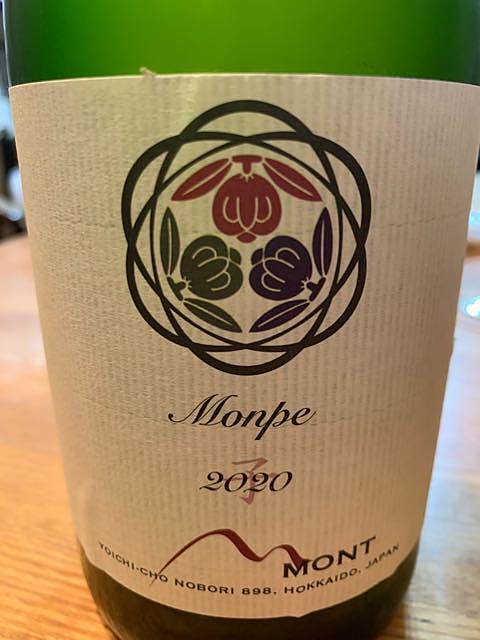 Monpe
子
2020
MONT
YOICHI-CHO NOBORI 898, HOKKAIDO, JAPAN